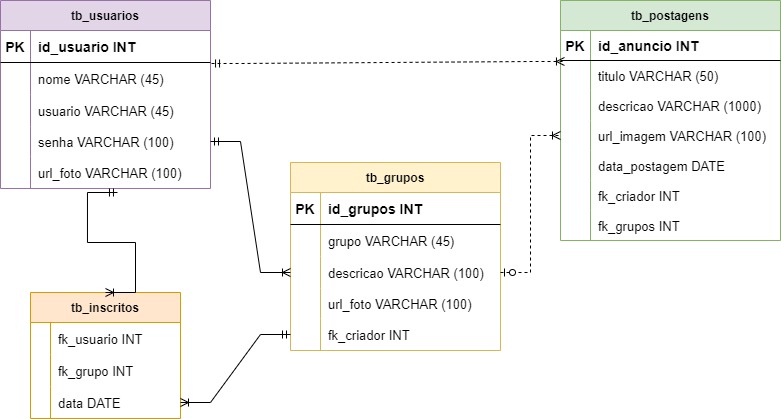 tb_usuarios
PK id_usuario INT
nome VARCHAR (45)
usuario VARCHAR (45)
senha VARCHAR (100)
url_foto VARCHAR (100)
tb_postagens
PK id_anuncio INT
titulo VARCHAR (50)
descricao VARCHAR (1000)
url_imagem VARCHAR (100)
data_postagem DATE
fk_criador INT
fk_grupos INT
tb_grupos
PK id_grupos INT
grupo VARCHAR (45)
descricao VARCHAR (100)
url_foto VARCHAR (100)
fk_criador INT
tb_inscritos
fk_usuario INT
fk_grupo INT
data DATE